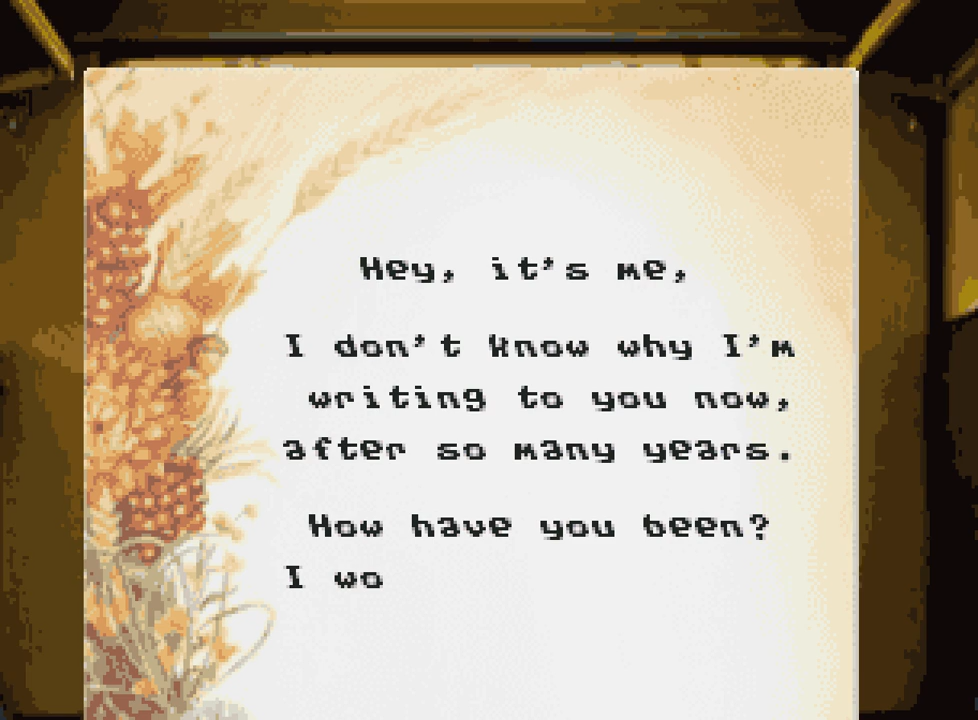 Hey, it's me,
I don't know why I'm
writing to you now,
after so many years.
How have you been?
I wo